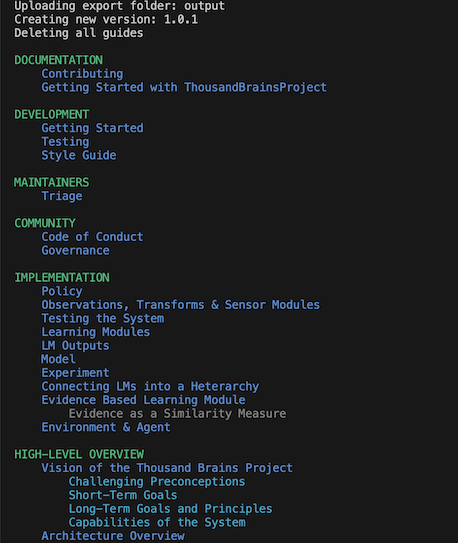 Uploading export folder: output
Creating new version: 1.0.1
Deleting all guides
DOCUMENTATION
Contributing
Getting Started with ThousandBrainsProject
DEVELOPMENT
Getting Started
Testing
Style Guide
MAINTAINERS
Triage
COMMUNITY
Code of Conduct
Governance
IMPLEMENTATION
Policy
Observations, Transforms & Sensor Modules
Testing the System
Learning Modules
LM Outputs
Model
Experiment
Connecting LMs into a Heterarchy
Evidence Based Learning Module
Evidence as a Similarity Measure
Environment & Agent
HIGH-LEVEL OVERVIEW
Vision of the Thousand Brains Project
Challenging Preconceptions
Short-Term Goals
Long-Term Goals and Principles
Capabilities of the System
Architecture Overview